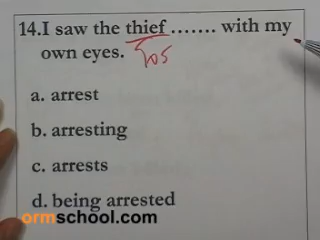 14.I saw the thief ....... with my
own eyes.
a. arrest
b. arresting
c. arrests
d. being arrested
ormschool.com